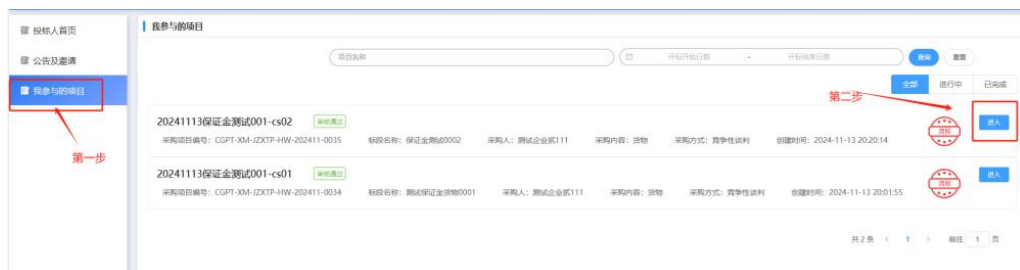 投标人首页
公告及邀请
我参与的项目
第一步
我参与的项目
项目名称 开标开始日期 - 开标结束日期 查询 重置
全部 进行中 已完成
第二步
20241113保证金测试001-cs02 审核通过
采购项目编号: CGPT-XM-JZXTP-HW-202411-0035 标段名称: 保证金测试0002 采购人: 测试企业贰111 采购内容: 货物 采购方式: 竞争性谈判 创建时间: 2024-11-13 20:20:14
流标 进入
20241113保证金测试001-cs01 审核通过
采购项目编号: CGPT-XM-JZXTP-HW-202411-0034 标段名称: 测试保证金货物0001 采购人: 测试企业贰111 采购内容: 货物 采购方式: 竞争性谈判 创建时间: 2024-11-13 20:01:55
流标 进入
共 2 条 < 1 > 前往 1 页